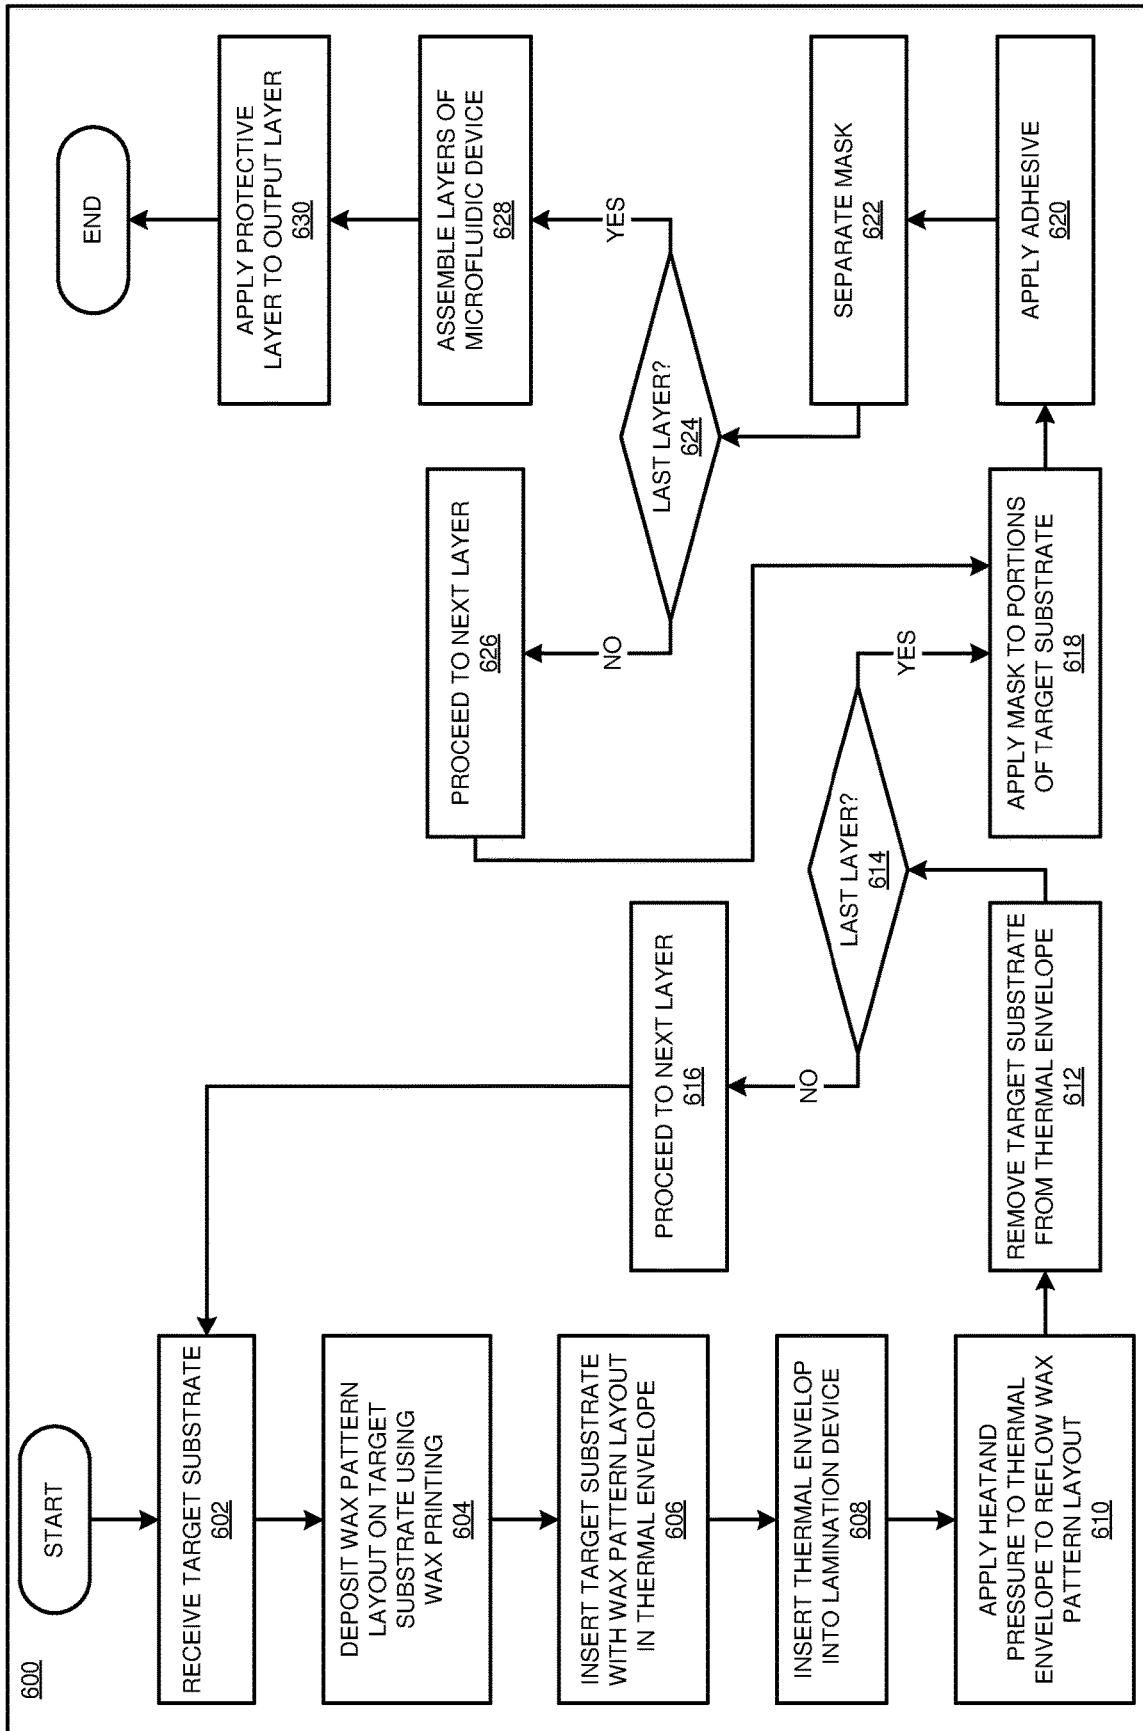 600
START
RECEIVE TARGET SUBSTRATE
602
DEPOSIT WAX PATTERN
LAYOUT ON TARGET
SUBSTRATE USING
WAX PRINTING
604
INSERT TARGET SUBSTRATE
WITH WAX PATTERN LAYOUT
IN THERMAL ENVELOPE
606
INSERT THERMAL ENVELOP
INTO LAMINATION DEVICE
608
APPLY HEATAND
PRESSURE TO THERMAL
ENVELOPE TO REFLOW WAX
PATTERN LAYOUT
610
REMOVE TARGET SUBSTRATE
FROM THERMAL ENVELOPE
612
LAST LAYER?
614
NO
PROCEED TO NEXT LAYER
616
YES
APPLY MASK TO PORTIONS
OF TARGET SUBSTRATE
618
APPLY ADHESIVE
620
SEPARATE MASK
622
LAST LAYER?
624
NO
PROCEED TO NEXT LAYER
626
YES
ASSEMBLE LAYERS OF
MICROFLUIDIC DEVICE
628
APPLY PROTECTIVE
LAYER TO OUTPUT LAYER
630
END